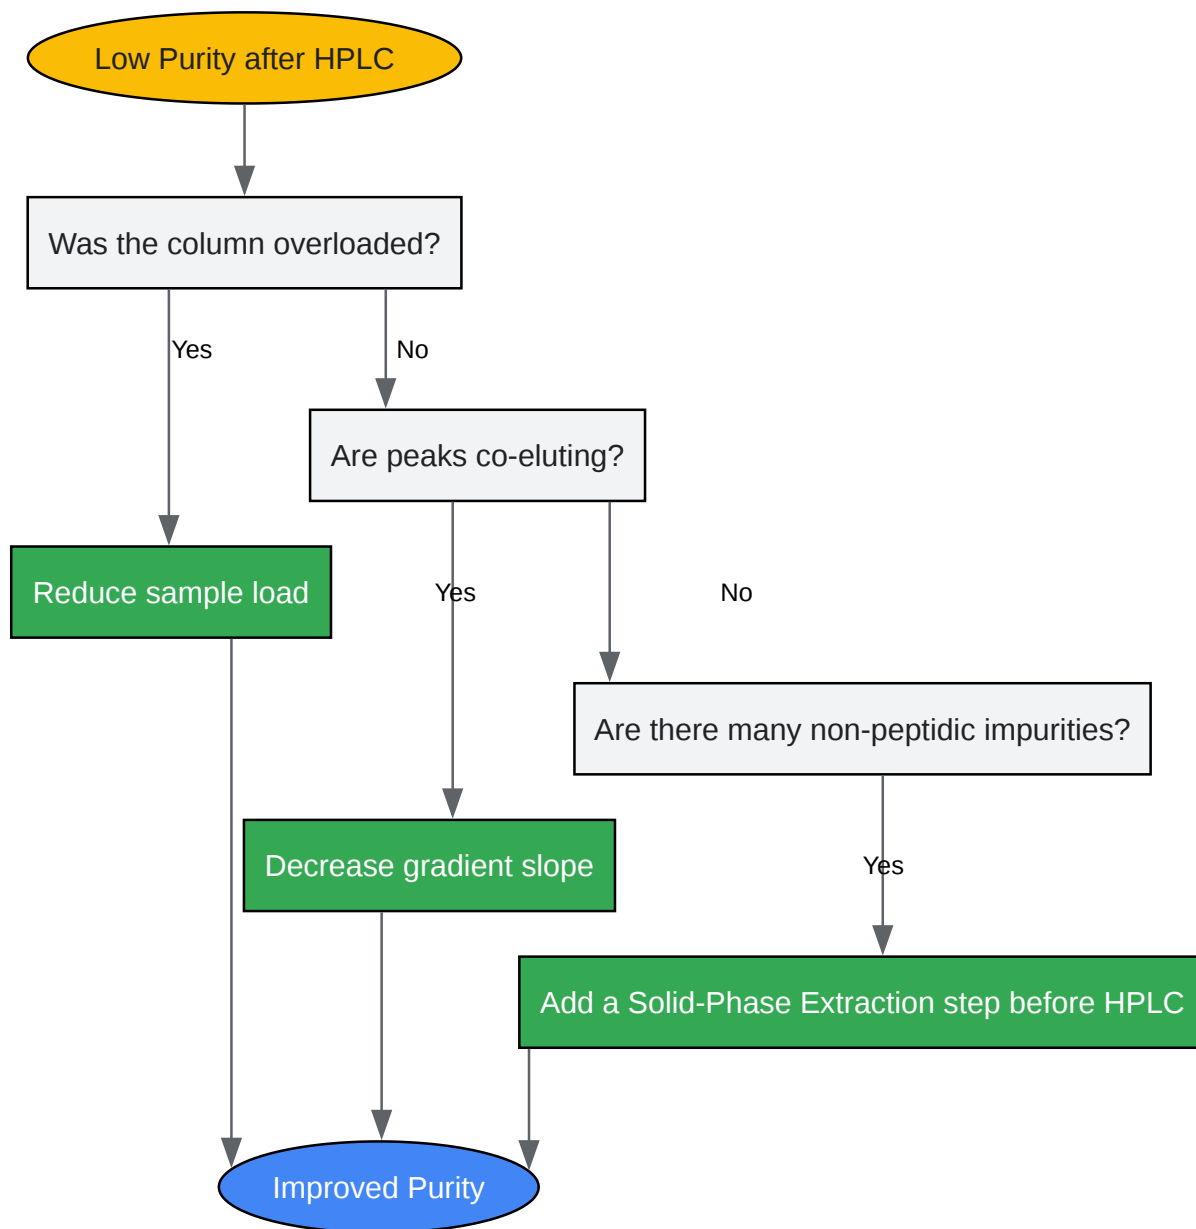 Low Purity after HPLC
Was the column overloaded?
Yes
No
Are peaks co-eluting?
Reduce sample load
Yes
No
Are there many non-peptidic impurities?
Decrease gradient slope
Yes
Add a Solid-Phase Extraction step before HPLC
Improved Purity